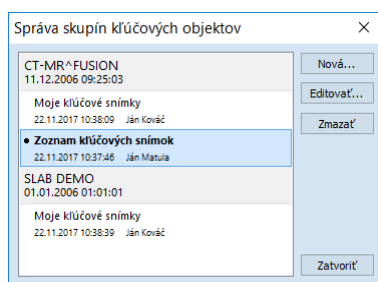 Správa skupín kľúčových objektov
CT-MR^FUSION
11.12.2006 09:25:03
Moje kľúčové snímky
22.11.2017 10:38:09 Ján Kováč
• Zoznam kľúčových snímok
22.11.2017 10:37:46 Ján Matula
SLAB DEMO
01.01.2006 01:01:01
Moje kľúčové snímky
22.11.2017 10:38:39 Ján Kováč
Nová...
Editovať...
Zmazať
Zatvoriť